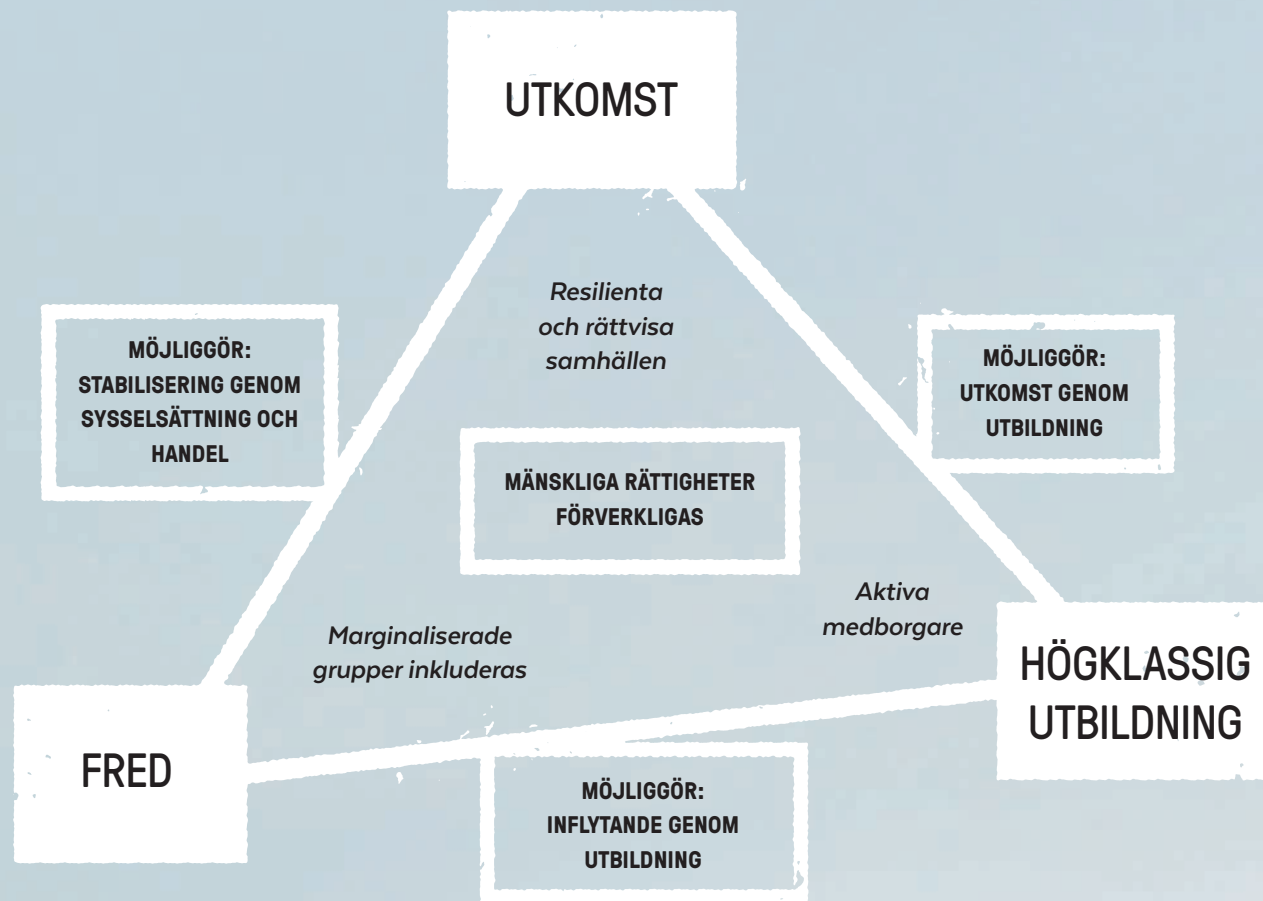 UTKOMST
Resilienta
och rättvisa
samhällen
MÖJLIGGÖR:
STABILISERING GENOM
SYSSELSÄTTNING OCH
HANDEL
MÖJLIGGÖR:
UTKOMST GENOM
UTBILDNING
MÄNSKLIGA RÄTTIGHETER
FÖRVERKLIGAS
Aktiva
medborgare
Marginaliserade
grupper inkluderas
HÖGKLASSIG
UTBILDNING
FRED
MÖJLIGGÖR:
INFLYTANDE GENOM
UTBILDNING